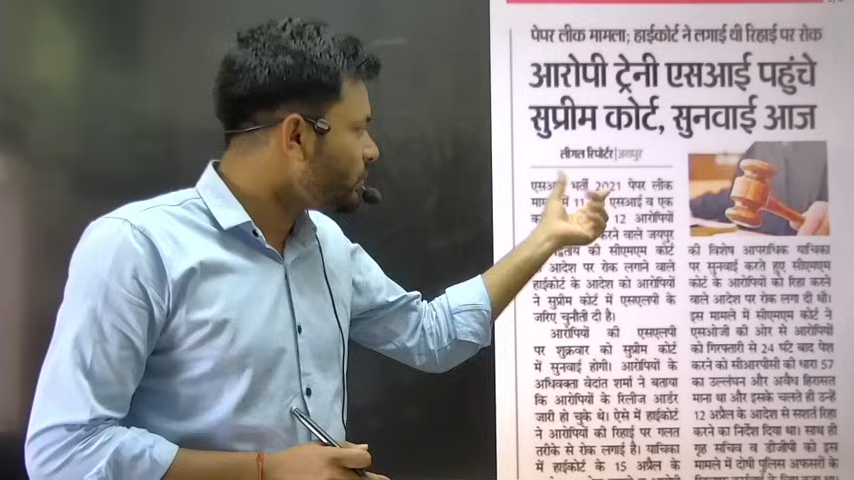 पेपर लीक मामला; हाईकोर्ट ने लगाई थी रिहाई पर रोक
आरोपी ट्रेनी एसआई पहुंचे
सुप्रीम कोर्ट, सुनवाई आज
लीगल रिपोर्टर|जयपुर
भर्ती 2021 पेपर लीक
में 11 एसआई व एक
12 आरोपियों
करने वाले जयपुर
द्वितीय की सीएमएम कोर्ट
के आदेश पर रोक लगाने वाले
हाईकोर्ट के आदेश को आरोपियों
ने सुप्रीम कोर्ट में एसएलपी के
जरिए चुनौती दी है।
आरोपियों की एसएलपी
पर शुक्रवार को सुप्रीम कोर्ट
में सुनवाई होगी। आरोपियों के
अधिवक्ता वेदांत शर्मा ने बताया
कि आरोपियों के रिलीज आर्डर
जारी हो चुके थे। ऐसे में हाईकोर्ट
ने आरोपियों की रिहाई पर गलत
तरीके से रोक लगाई है। याचिका
में हाईकोर्ट के 15 अप्रैल के
की विशेष आपराधिक याचिका
पर सुनवाई करते हुए सीएमएम
कोर्ट के आरोपियों को रिहा करने
वाले आदेश पर रोक लगा दी थी।
इस मामले में सीएमएम कोर्ट ने
एसओजी की ओर से आरोपियों
को गिरफ्तारी से 24 घंटे बाद पेश
करने को सीआरपीसी की धारा 57
का उल्लंघन और अवैध हिरासत
माना था और इसके चलते ही उन्हें
12 अप्रैल के आदेश से सशर्त रिहा
करने का निर्देश दिया था। साथ ही
गृह सचिव व डीजीपी को इस
मामले में दोषी पुलिस अफसरों के